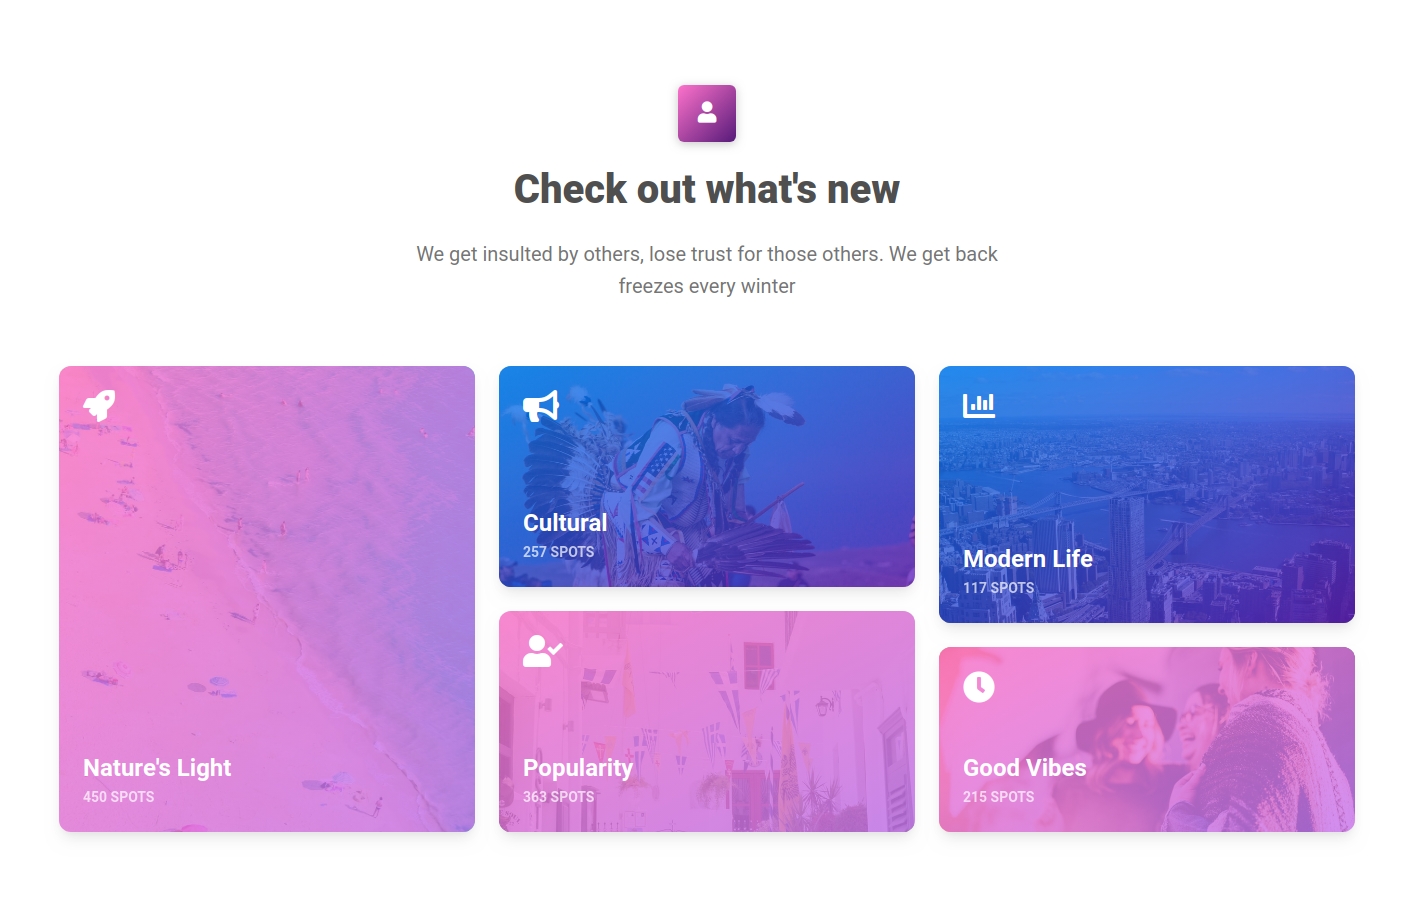 Check out what's new
We get insulted by others, lose trust for those others. We get back
freezes every winter
Nature's Light
450 SPOTS
Cultural
257 SPOTS
Popularity
363 SPOTS
Modern Life
117 SPOTS
Good Vibes
215 SPOTS